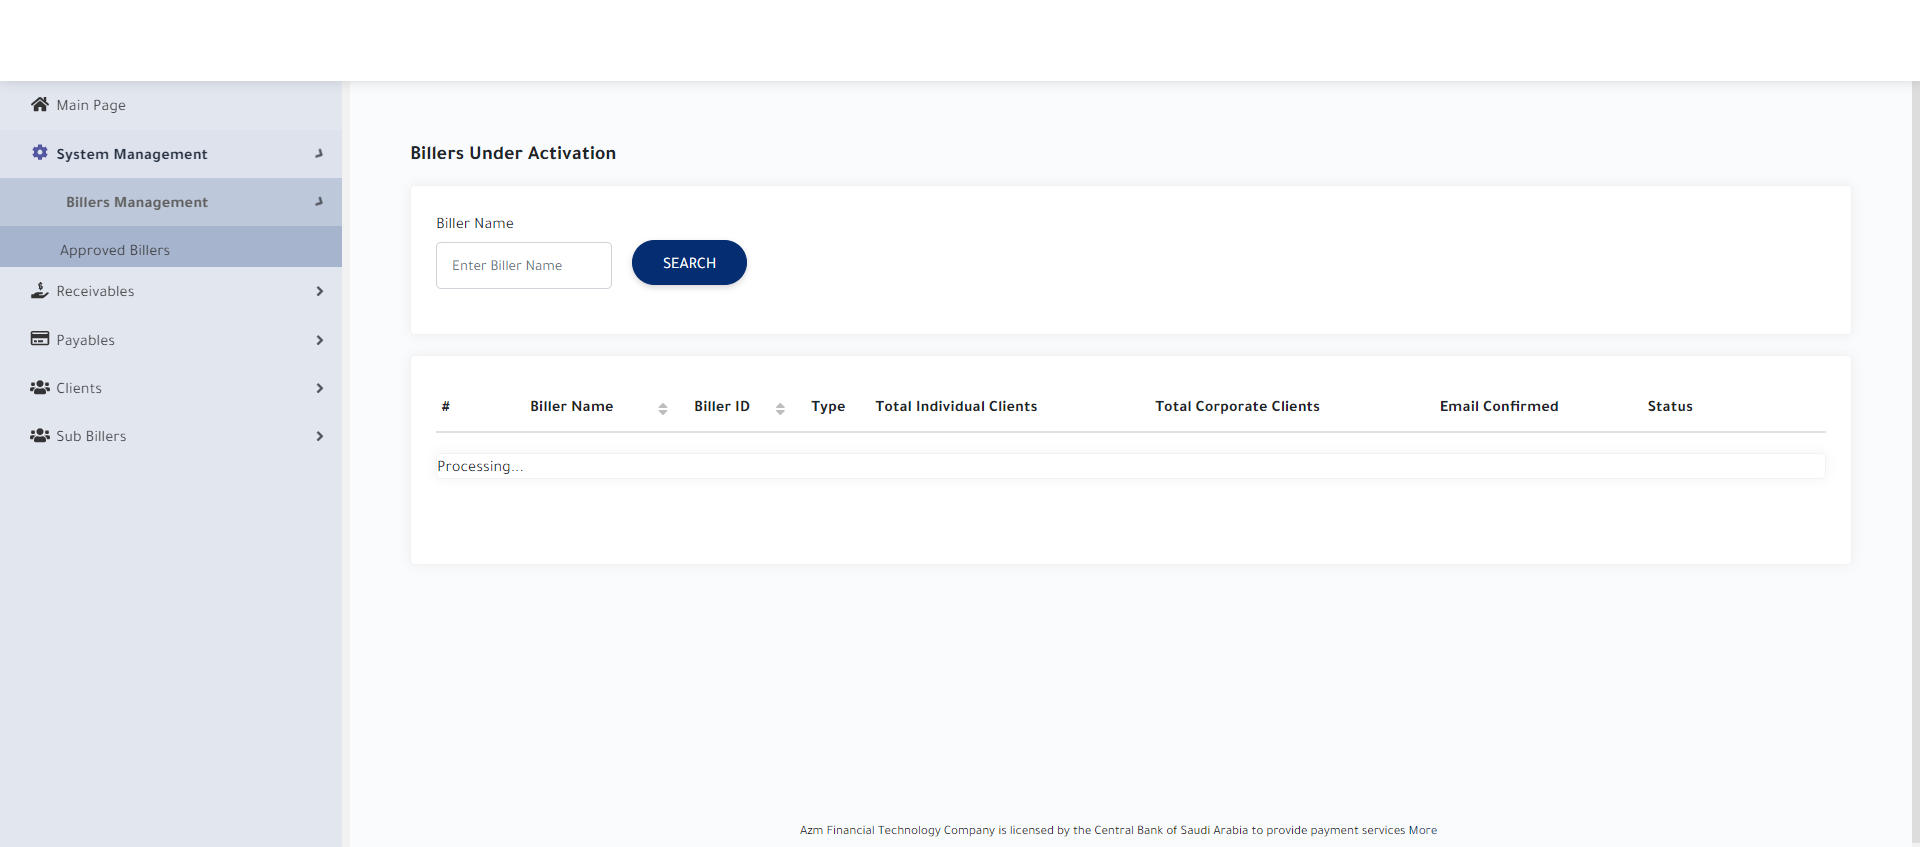 Main Page
System Management
Billers Management
Approved Billers
Receivables
Payables
Clients
Sub Billers
Billers Under Activation
Biller Name
Enter Biller Name
SEARCH
# Biller Name Biller ID Type Total Individual Clients Total Corporate Clients Email Confirmed Status
Processing...
Azm Financial Technology Company is licensed by the Central Bank of Saudi Arabia to provide payment services More